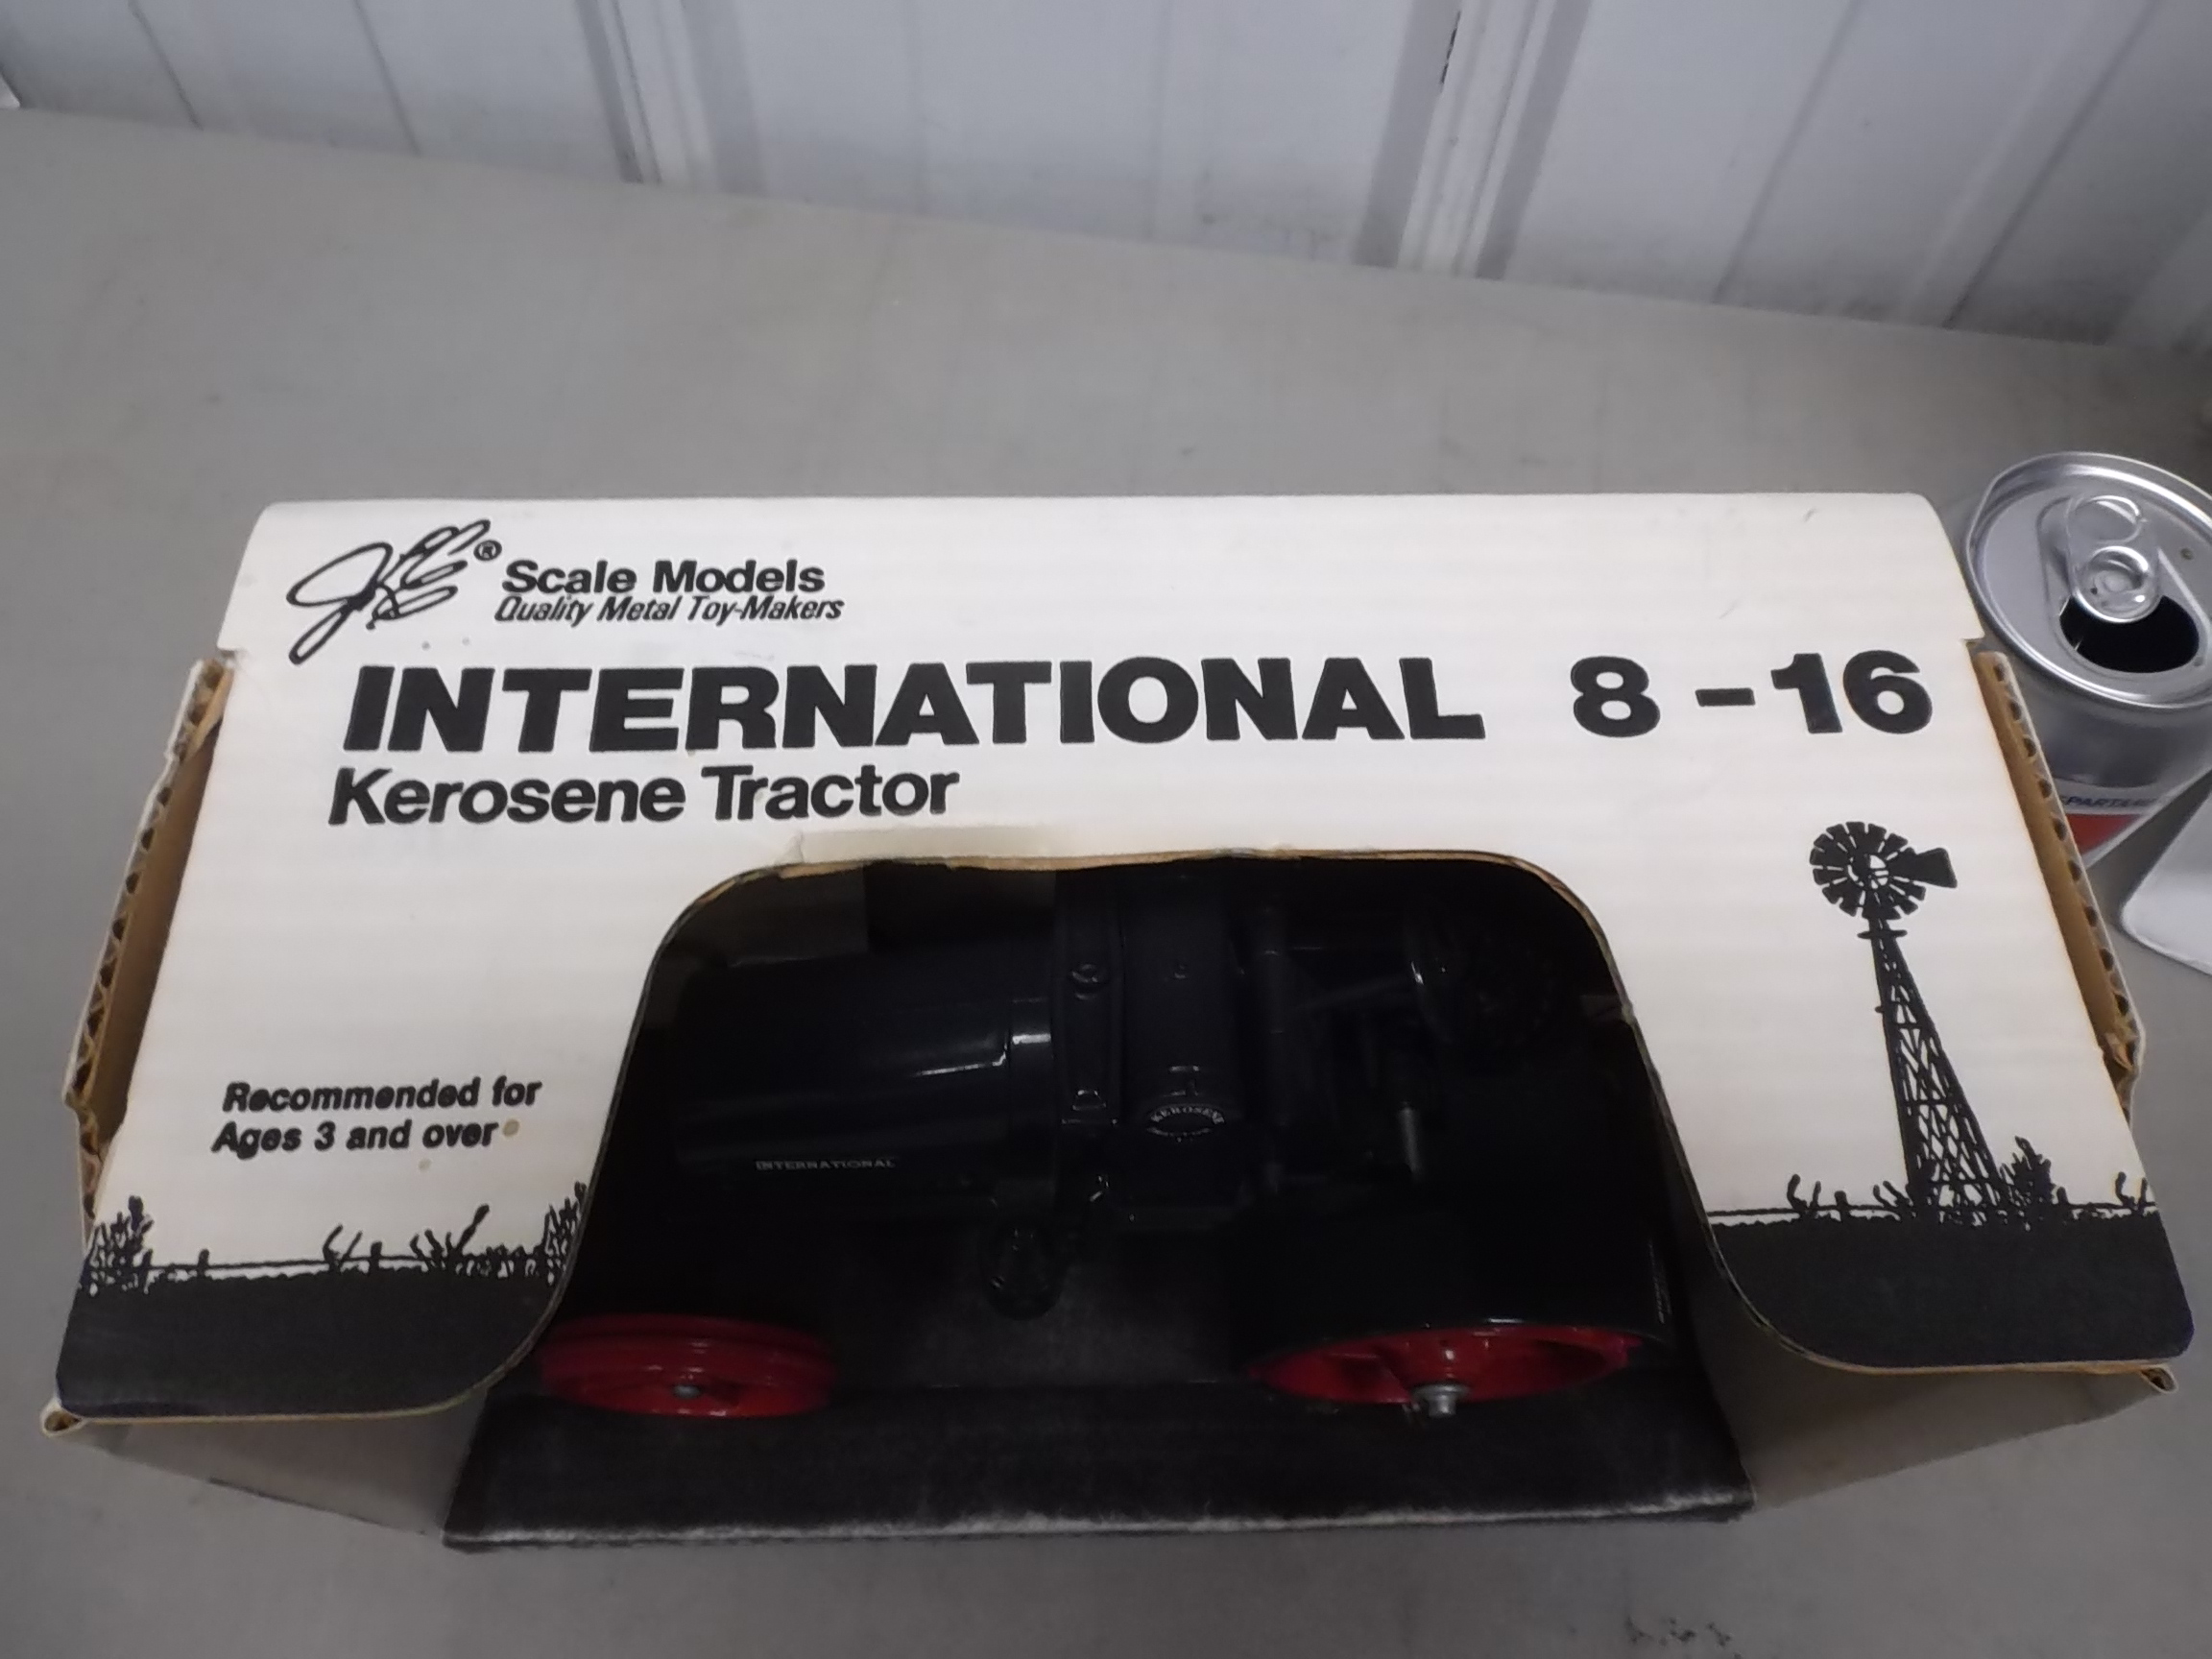 JLE®
Scale Models
Quality Metal Toy-Makers
INTERNATIONAL 8-16
Kerosene Tractor
Recommended for
Ages 3 and over
INTERNATIONAL
KEROSENE